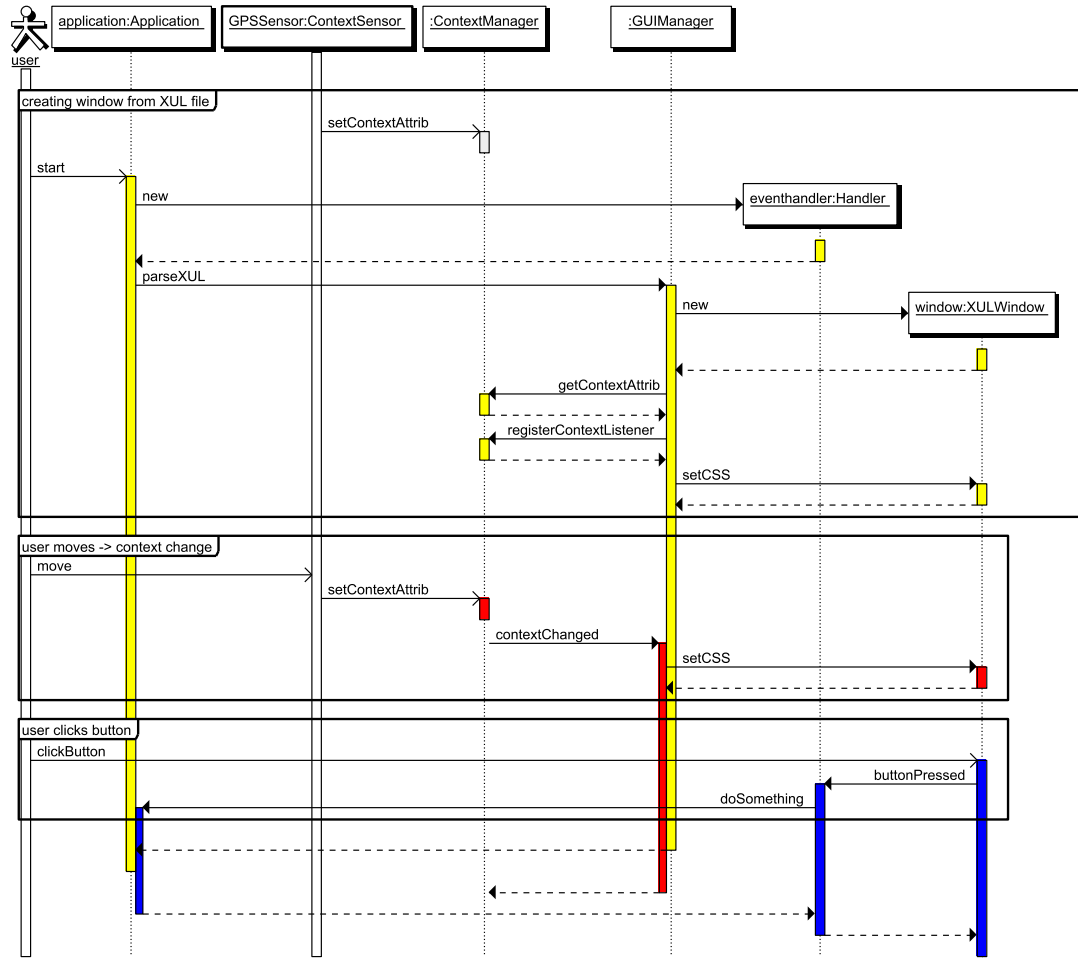 application:Application
GPSSensor:ContextSensor
:ContextManager
:GUIManager
user
creating window from XUL file
setContextAttrib
start
new
eventhandler:Handler
parseXUL
new
window:XULWindow
getContextAttrib
registerContextListener
setCSS
user moves -> context change
move
setContextAttrib
contextChanged
setCSS
user clicks button
clickButton
buttonPressed
doSomething